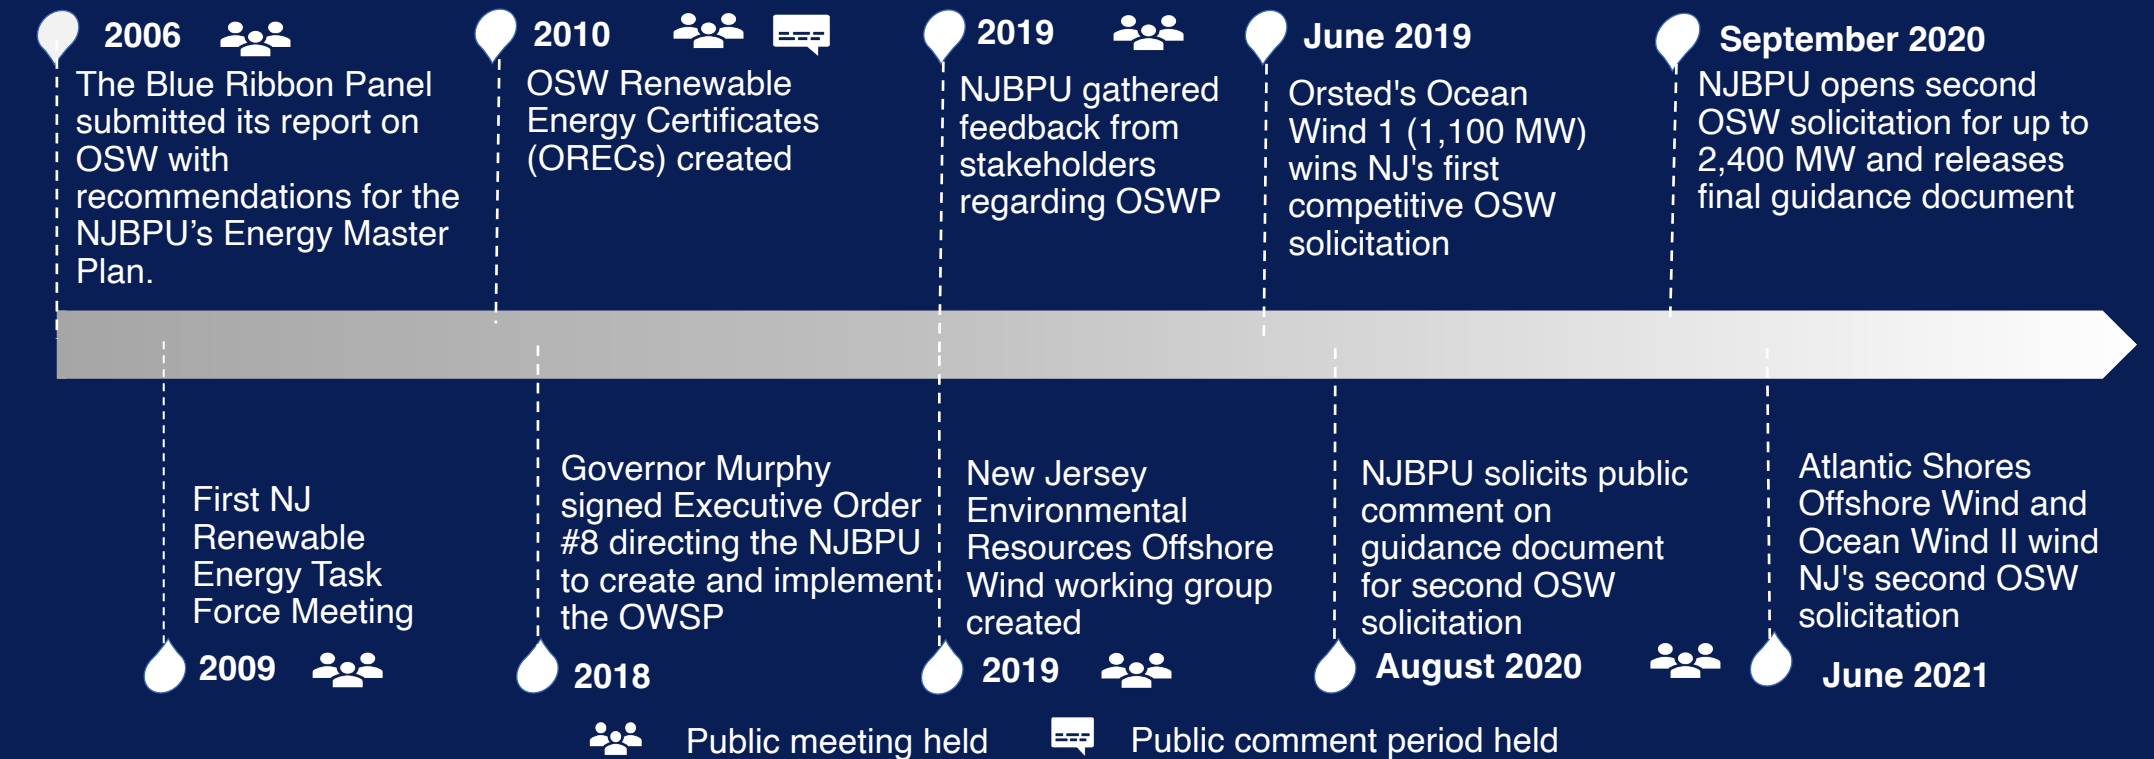 2006
The Blue Ribbon Panel
submitted its report on
OSW with
recommendations for the
NJBPU’s Energy Master
Plan.
2010
OSW Renewable
Energy Certificates
(ORECs) created
2019
NJBPU gathered
feedback from
stakeholders
regarding OSWP
June 2019
Orsted's Ocean
Wind 1 (1,100 MW)
wins NJ's first
competitive OSW
solicitation
September 2020
NJBPU opens second
OSW solicitation for up to
2,400 MW and releases
final guidance document
First NJ
Renewable
Energy Task
Force Meeting
2009
Governor Murphy
signed Executive Order
#8 directing the NJBPU
to create and implement
the OWSP
2018
New Jersey
Environmental
Resources Offshore
Wind working group
created
2019
NJBPU solicits public
comment on
guidance document
for second OSW
solicitation
August 2020
Atlantic Shores
Offshore Wind and
Ocean Wind II wind
NJ's second OSW
solicitation
June 2021
Public meeting held
Public comment period held